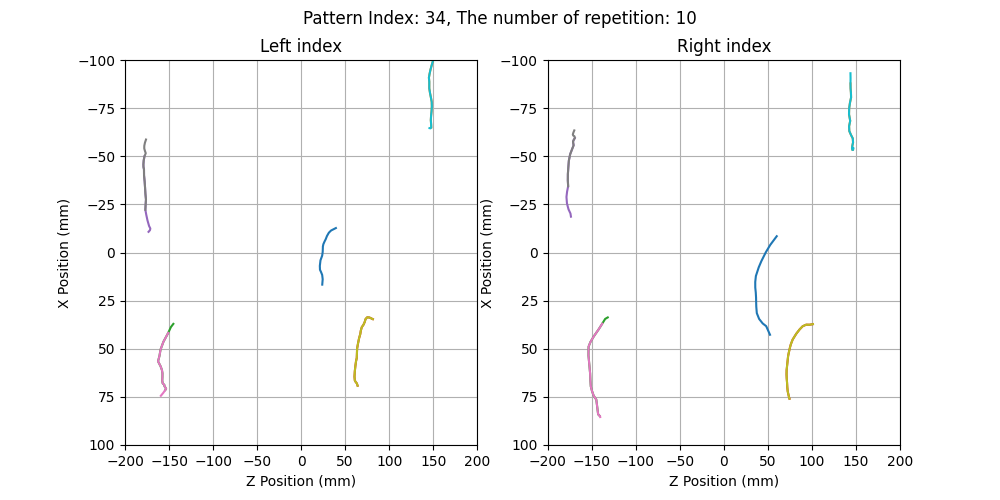 Pattern Index: 34, The number of repetition: 10
Left index
Right index
−100
−75
−50
−25
0
25
50
75
100
X Position (mm)
−200 −150 −100 −50 0 50 100 150 200
Z Position (mm)
−100
−75
−50
−25
0
25
50
75
100
X Position (mm)
−200 −150 −100 −50 0 50 100 150 200
Z Position (mm)